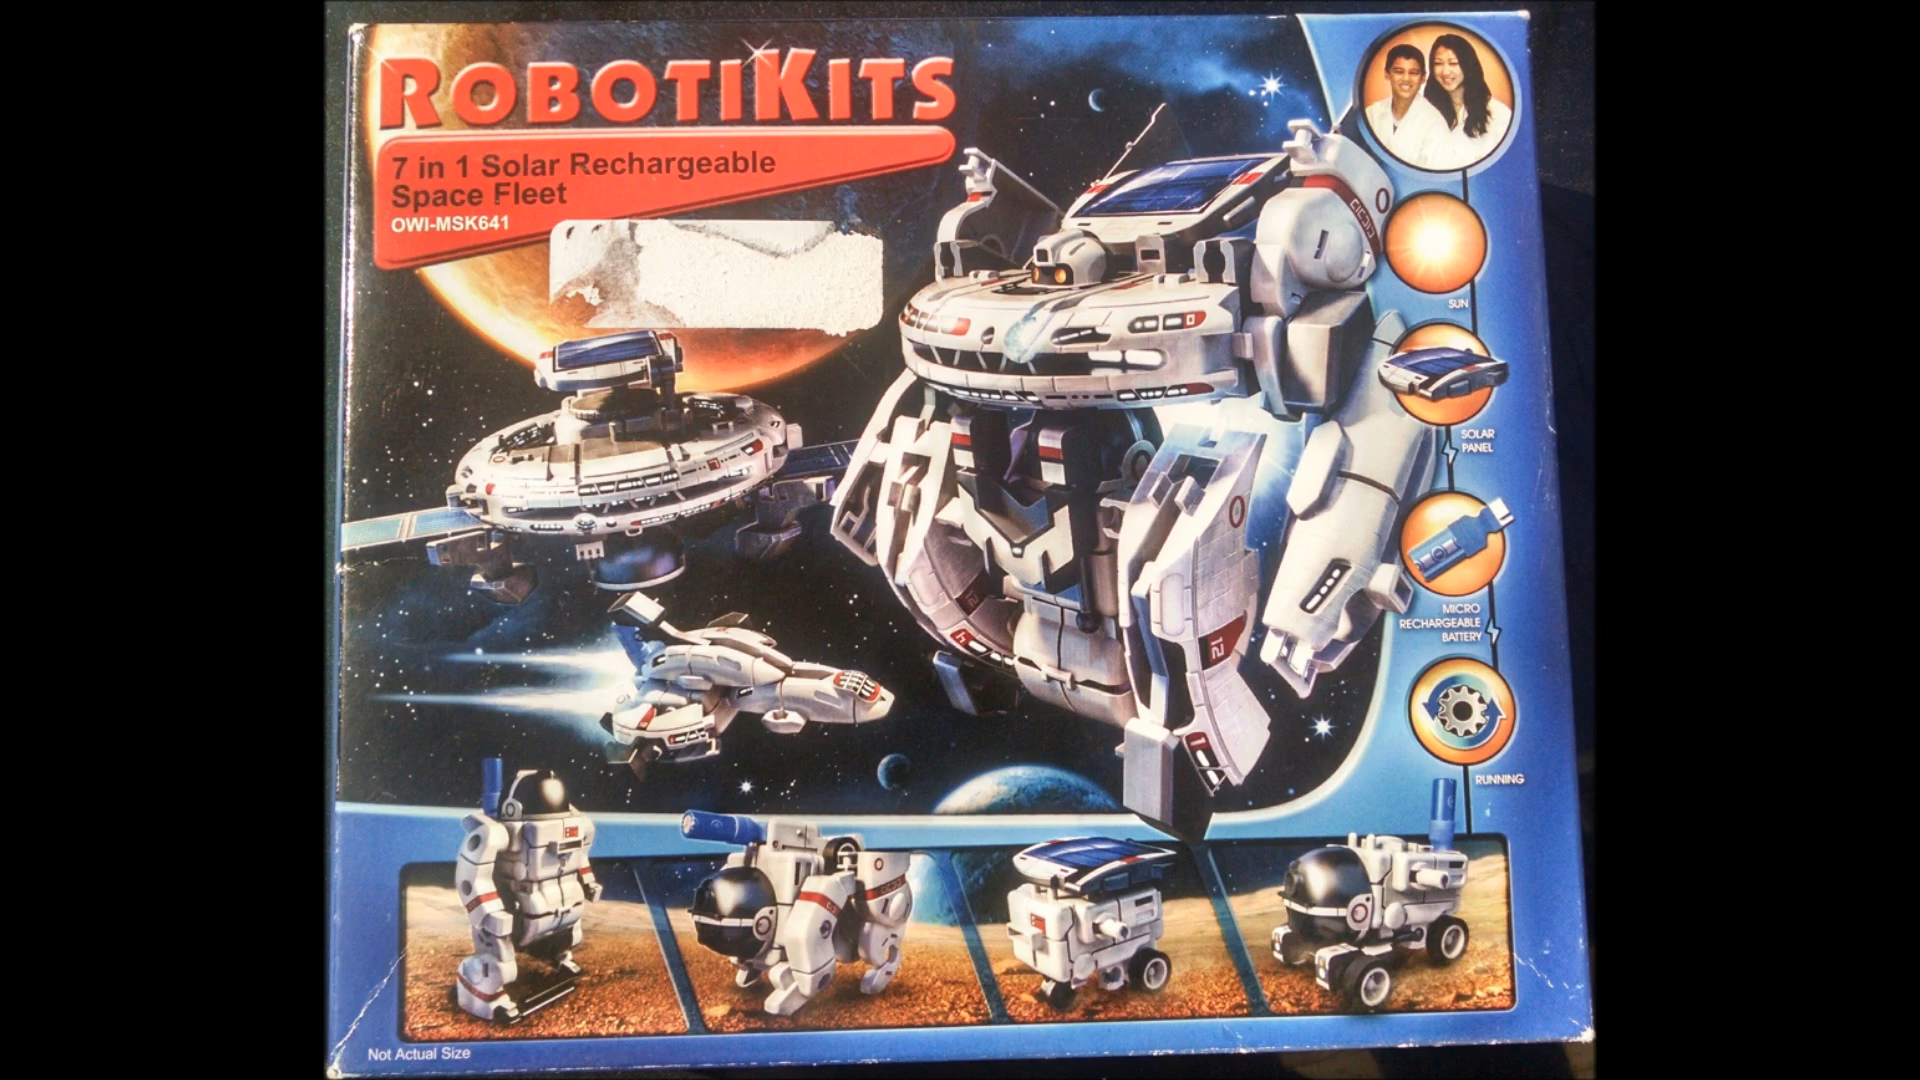 ROBOTIKITS
7 in 1 Solar Rechargeable
Space Fleet
OWI-MSK641
SUN
SOLAR
PANEL
MICRO
RECHARGEABLE
BATTERY
RUNNING
12
Not Actual Size